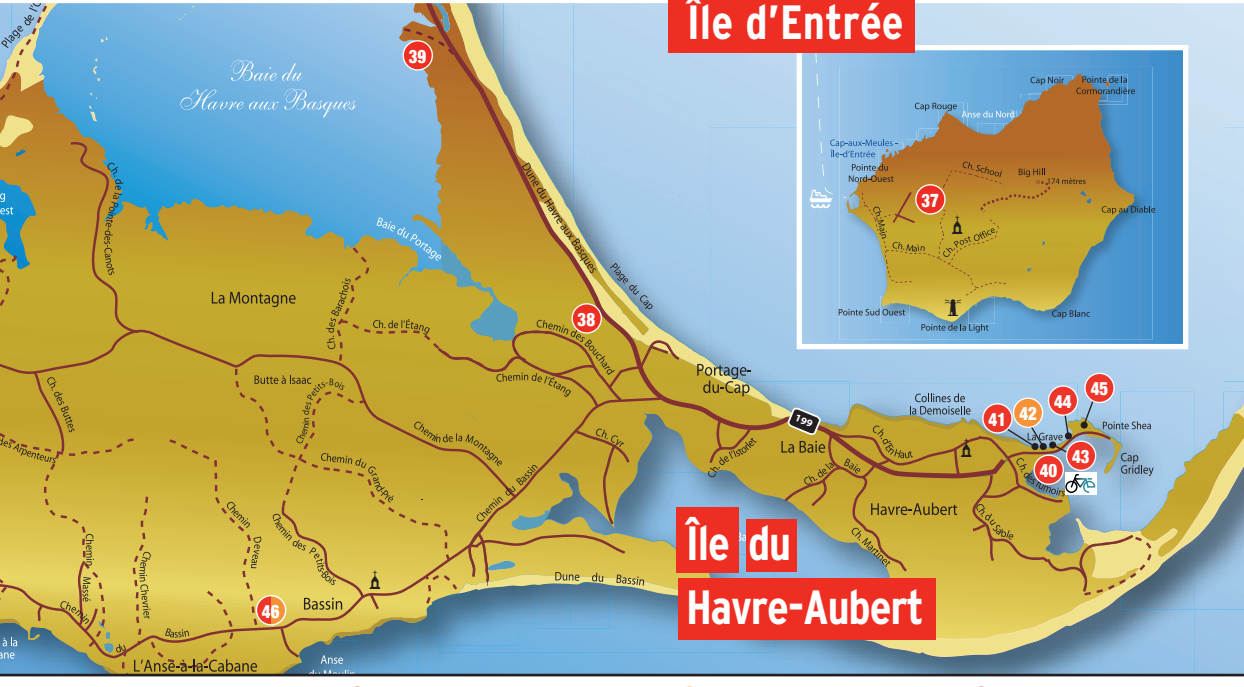 Île d'Entrée
Plage de l'O
39
Baie du
Havre aux Basques
Cap Noir
Pointe de la
Cormorandière
Cap Rouge
Anse du Nord
Cap-aux-Meules -
Île-d'Entrée
Pointe du
Nord-Ouest
Ch. School
Big Hill
174 mètres
37
Cap au Diable
Ch. Main
Ch. Main
Ch. Post Office
Pointe Sud Ouest
Pointe de la Light
Cap Blanc
g
est
Ch. de la Pointe-des-Canots
Dune du Havre aux Basques
Baie du Portage
Plage du Cap
La Montagne
Ch. des Barachois
Ch. de l'Étang
38
Chemin des Bouchard
Chemin de l'Étang
Butte à Isaac
Chemin des Petits-Bois
Ch. des Buttes
des Arpenteurs
Chemin de la Montagne
Chemin du Grand-Pré
Ch. Cyr
Chemin du Bassin
Portage-
du-Cap
199
Ch. de l'Istorlet
La Baie
Ch. de la Baie
Ch. d'En Haut
Collines de
la Demoiselle
41
42
44
45
La Grave
Pointe Shea
40
43
Cap
Gridley
Ch. des fumoirs
Havre-Aubert
Ch. du Sable
Ch. Martinet
Île du
Havre-Aubert
Chemin Massé
Chemin Chevrier
Chemin Deveau
Chemin des Petits-Bois
Petits-Bois
Dune du Bassin
46
Bassin
Chemin du Bassin
L'Anse-à-la-Cabane
Anse
du Moulin
à la
ane